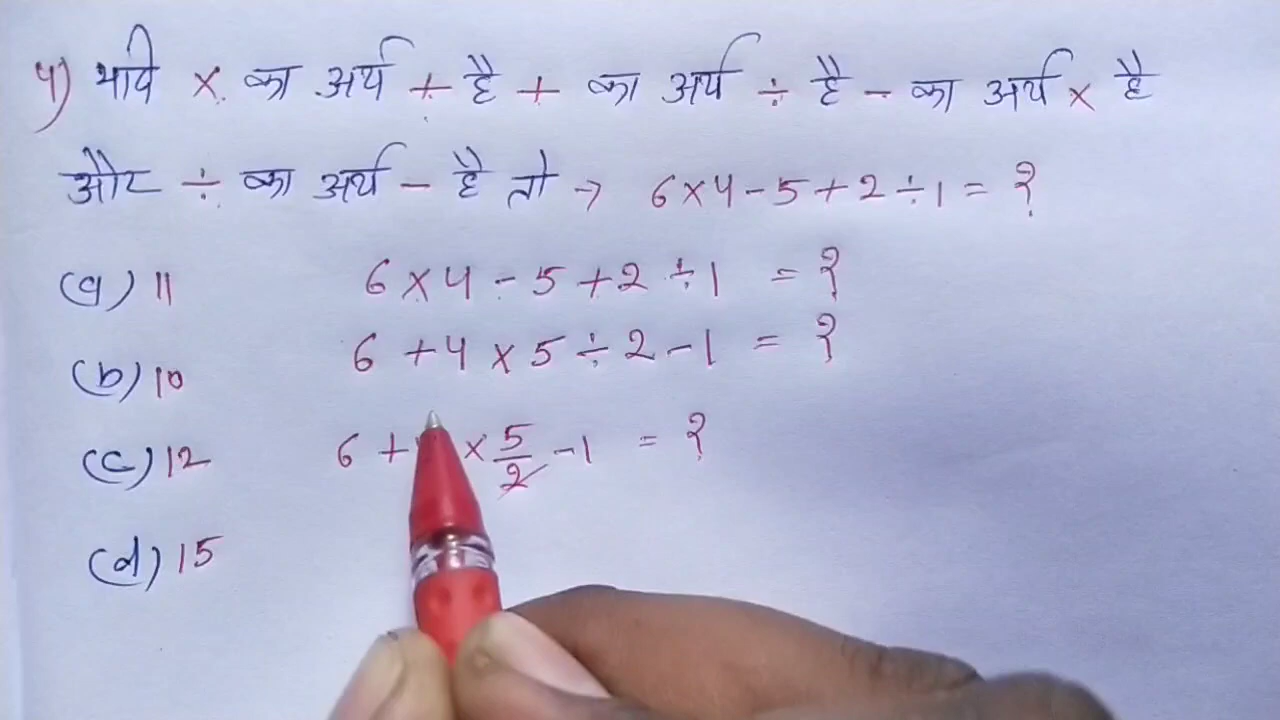 4) यदि × का अर्थ + है + का अर्थ ÷ है - का अर्थ × है
और ÷ का अर्थ - है तो → 6×4-5+2÷1 = ?
(a) 11
6×4-5+2÷1 = ?
(b) 10
6+4×5÷2-1 = ?
(c) 12
6+ ×5/2-1 = ?
(d) 15